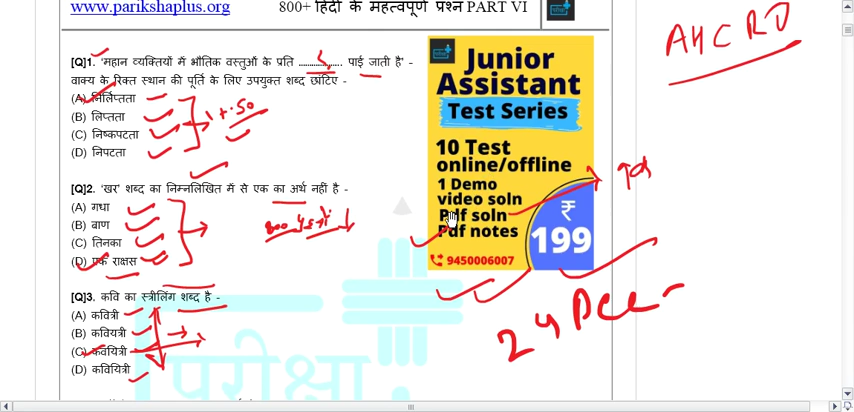 www.parikshaplus.org
800+ हिंदी के महत्वपूर्ण प्रश्न PART VI
AHC RO
[Q]1. 'महान व्यक्तियों में भौतिक वस्तुओं के प्रति ................... पाई जाती है' -
वाक्य के रिक्त स्थान की पूर्ति के लिए उपयुक्त शब्द छांटिए -
(A) निर्लिप्तता
(B) लिप्तता
(C) निष्कपटता
(D) निपटता
+.50
[Q]2. 'खर' शब्द का निम्नलिखित में से एक का अर्थ नहीं है -
(A) गधा
(B) बाण
(C) तिनका
(D) एक राक्षस
[Q]3. कवि का स्त्रीलिंग शब्द है -
(A) कवित्री
(B) कवियत्री
(C) कवयित्री
(D) कवियित्री
Junior
Assistant
Test Series
10 Test
online/offline
1 Demo
video soln
Pdf soln
Pdf notes
₹
199
9450006007
24 Dec
परीक्षा